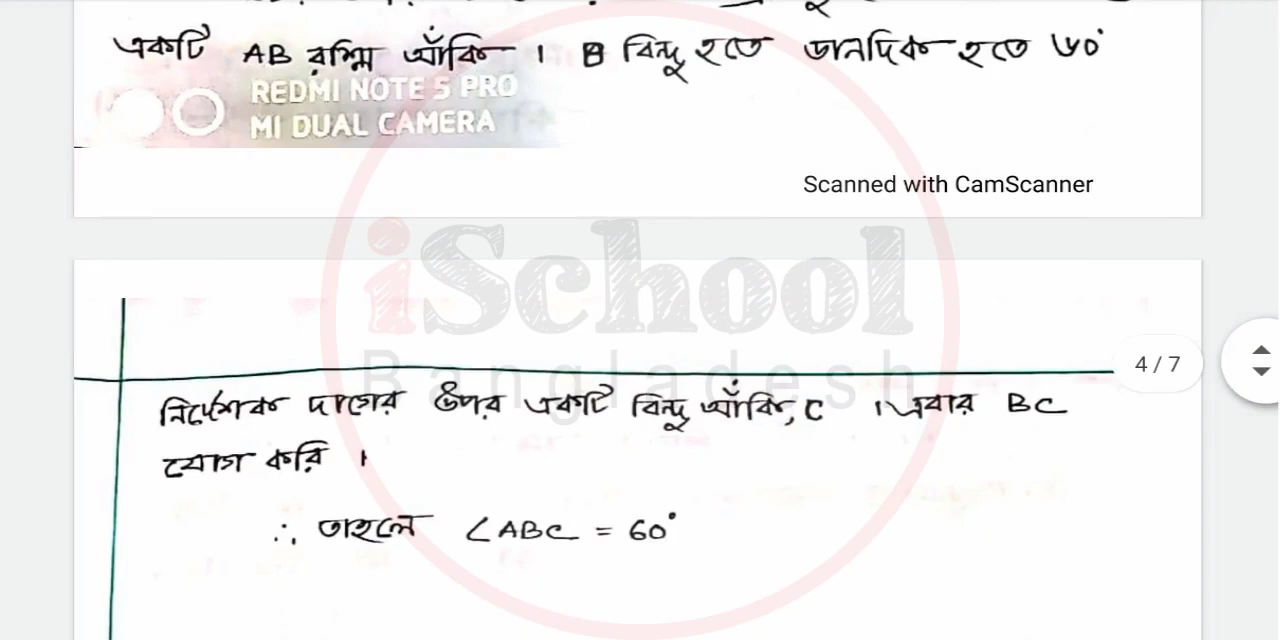 একটি AB রশ্মি আঁকি । B বিন্দু হতে ডানদিক হতে ৬০°
REDMI NOTE 5 PRO
MI DUAL CAMERA
Scanned with CamScanner
iSchool
Bangladesh
4 / 7
নির্দেশক দাগের উপর একটি বিন্দু আঁকি, C । এবার BC
যোগ করি ।
∴ তাহলে ∠ABC = 60°